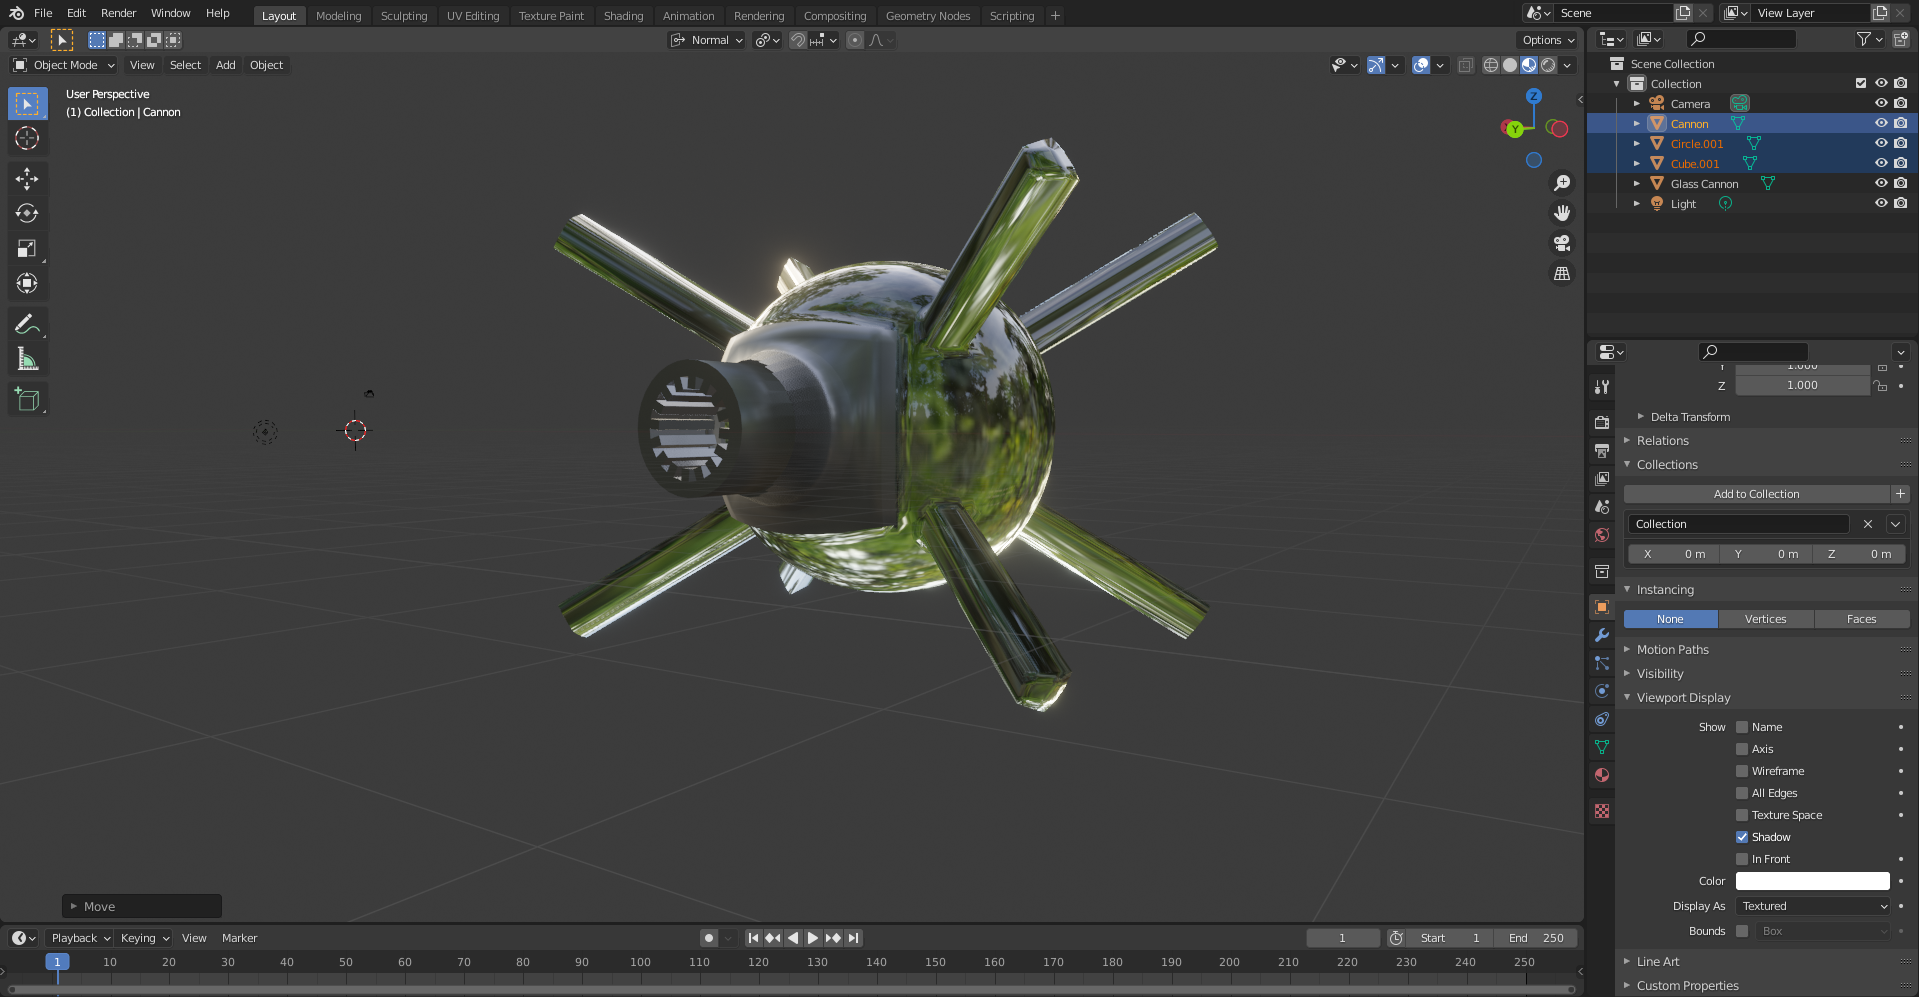 File Edit Render Window Help Layout Modeling Sculpting UV Editing Texture Paint Shading Animation Rendering Compositing Geometry Nodes Scripting + Scene View Layer
Normal Options
Object Mode View Select Add Object
User Perspective
(1) Collection | Cannon
Z
Y
Move
Scene Collection
Collection
Camera
Cannon
Circle.001
Cube.001
Glass Cannon
Light
Y 1.000
Z 1.000
Delta Transform
Relations
Collections
Add to Collection +
Collection
X 0 m Y 0 m Z 0 m
Instancing
None Vertices Faces
Motion Paths
Visibility
Viewport Display
Show Name
Axis
Wireframe
All Edges
Texture Space
Shadow
In Front
Color
Display As Textured
Bounds Box
Line Art
Custom Properties
Playback Keying View Marker 1 Start 1 End 250
1 10 20 30 40 50 60 70 80 90 100 110 120 130 140 150 160 170 180 190 200 210 220 230 240 250